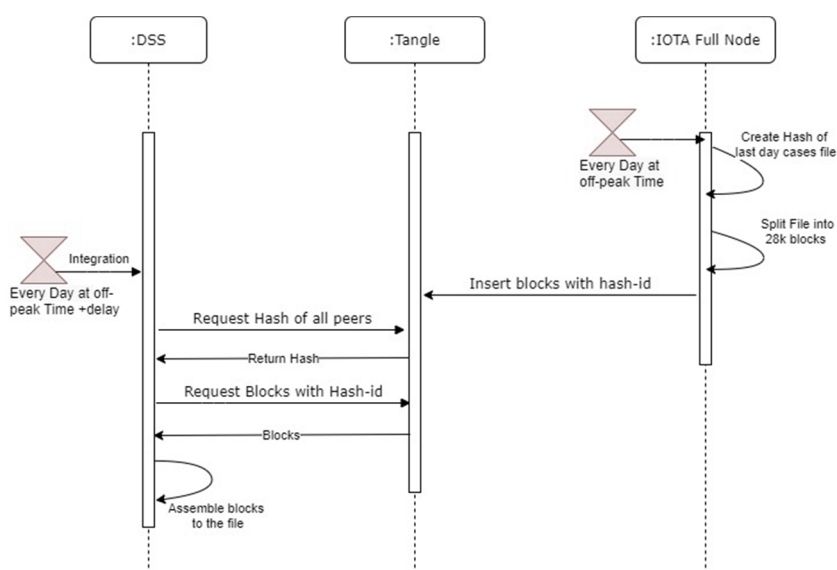 :DSS
:Tangle
:IOTA Full Node
Create Hash of
last day cases file
Every Day at
off-peak Time
Split File into
28k blocks
Integration
Every Day at off-
peak Time +delay
Insert blocks with hash-id
Request Hash of all peers
Return Hash
Request Blocks with Hash-id
Blocks
Assemble blocks
to the file